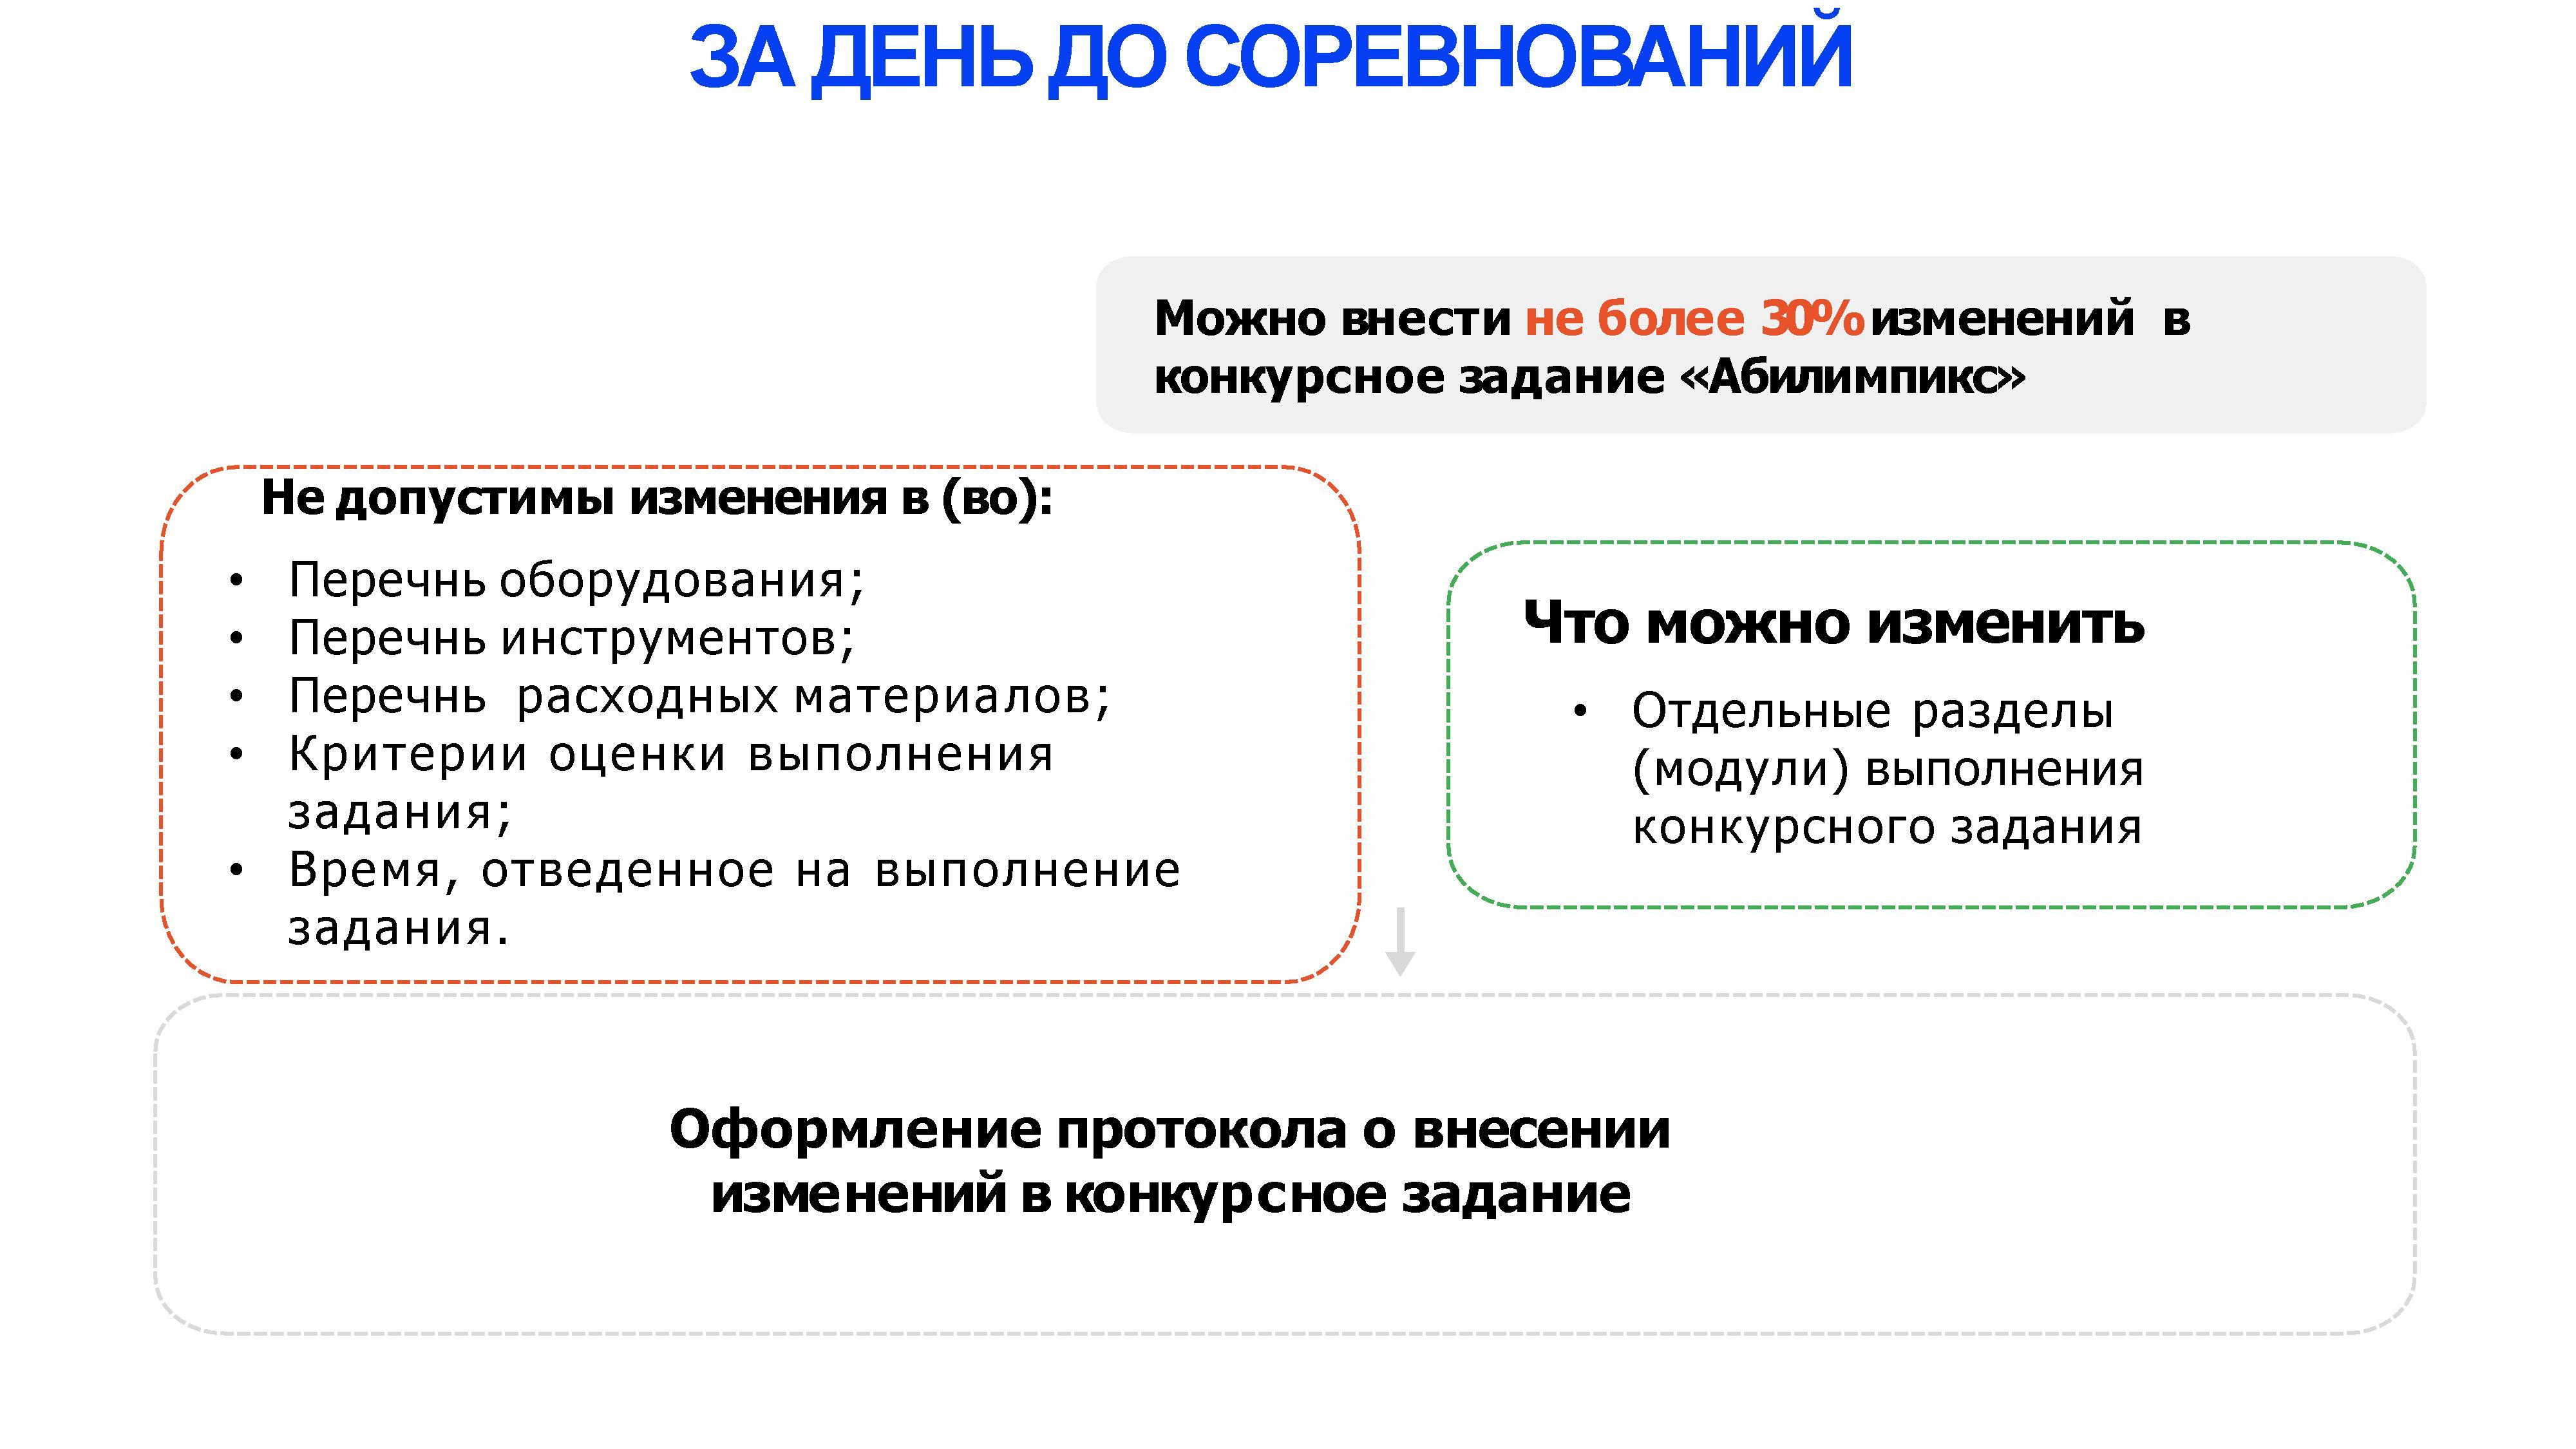 ЗА ДЕНЬ ДО СОРЕВНОВАНИЙ
Можно внести не более 30% изменений в
конкурсное задание «Абилимпикс»
Не допустимы изменения в (во):
• Перечнь оборудования;
• Перечнь инструментов;
• Перечнь расходных материалов;
• Критерии оценки выполнения
задания;
• Время, отведенное на выполнение
задания.
Что можно изменить
• Отдельные разделы
(модули) выполнения
конкурсного задания
Оформление протокола о внесении
изменений в конкурсное задание